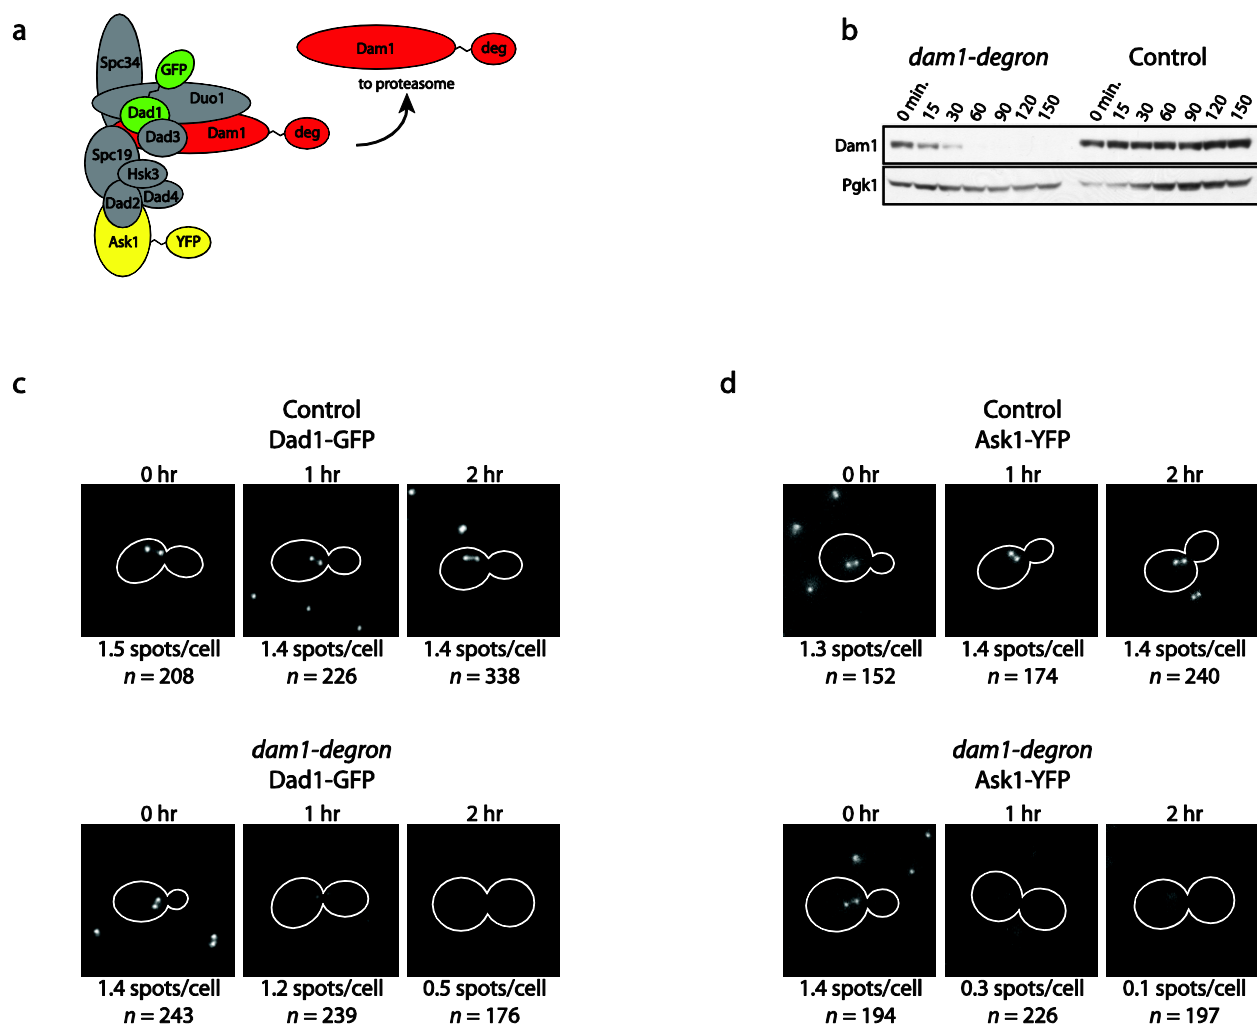 a
Spc34
GFP
Duo1
Dad1
Dad3
Dam1
deg
Spc19
Hsk3
Dad2
Dad4
Ask1
YFP
Dam1
deg
to proteasome
b
dam1-degron
Control
0 min.
15
30
60
90
120
150
0 min.
15
30
60
90
120
150
Dam1
Pgk1
c
Control
Dad1-GFP
0 hr
1 hr
2 hr
1.5 spots/cell
1.4 spots/cell
1.4 spots/cell
n = 208
n = 226
n = 338
dam1-degron
Dad1-GFP
0 hr
1 hr
2 hr
1.4 spots/cell
1.2 spots/cell
0.5 spots/cell
n = 243
n = 239
n = 176
d
Control
Ask1-YFP
0 hr
1 hr
2 hr
1.3 spots/cell
1.4 spots/cell
1.4 spots/cell
n = 152
n = 174
n = 240
dam1-degron
Ask1-YFP
0 hr
1 hr
2 hr
1.4 spots/cell
0.3 spots/cell
0.1 spots/cell
n = 194
n = 226
n = 197